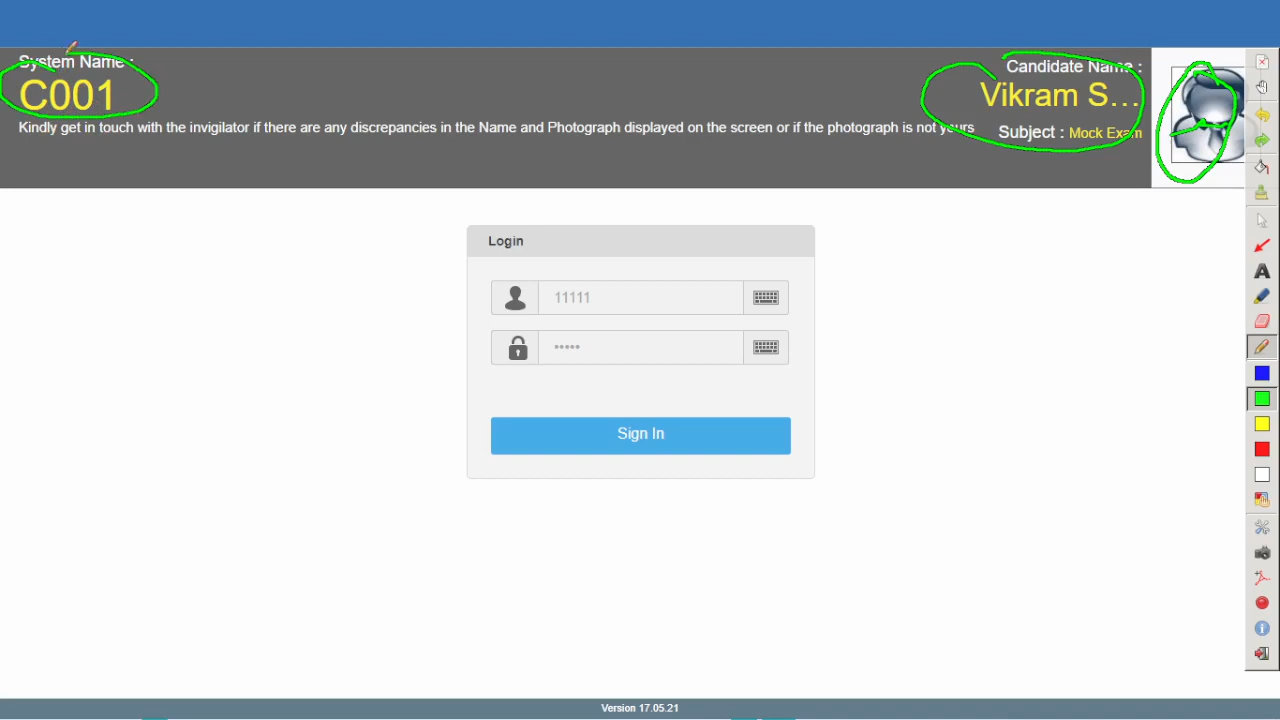 System Name :
C001
Kindly get in touch with the invigilator if there are any discrepancies in the Name and Photograph displayed on the screen or if the photograph is not yours
Candidate Name :
Vikram S...
Subject : Mock Exam
Login
11111
•••••
Sign In
A
Version 17.05.21